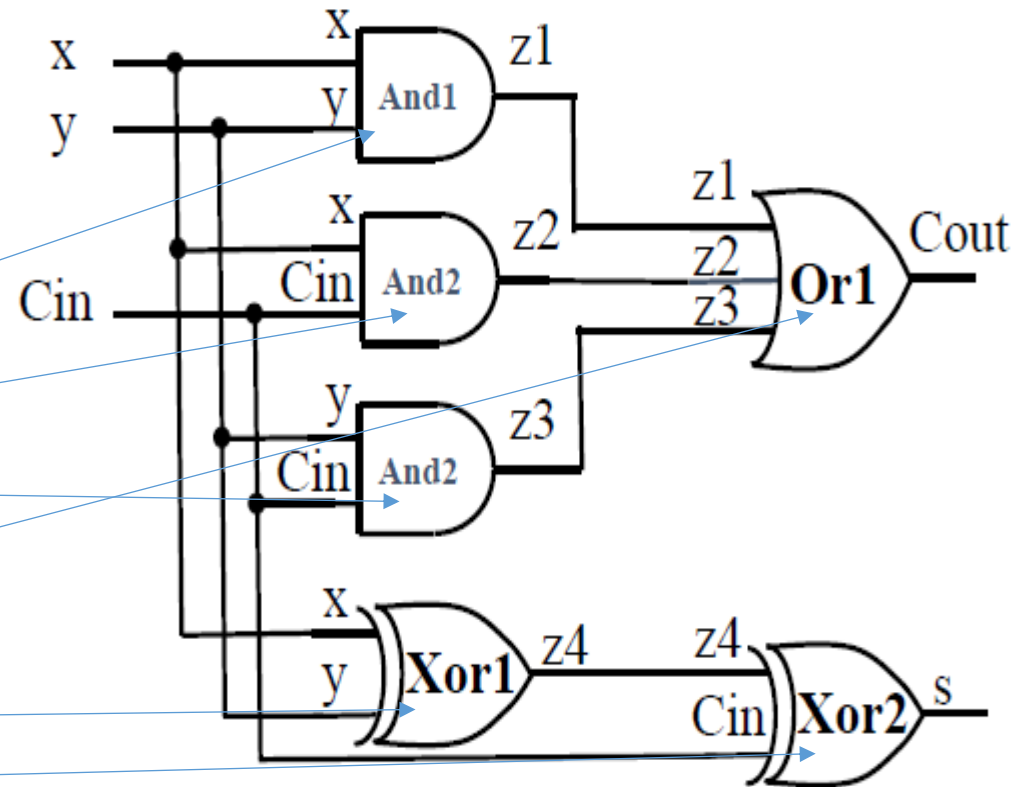 x
x
y
y
And1
z1
x
Cin
Cin
And2
z2
z1
z2
z3
Or1
Cout
y
Cin
And2
z3
x
y
Xor1
z4
z4
Cin
Xor2
s